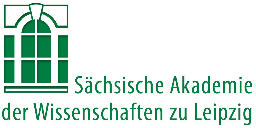 Sächsische Akademie
der Wissenschaften zu Leipzig